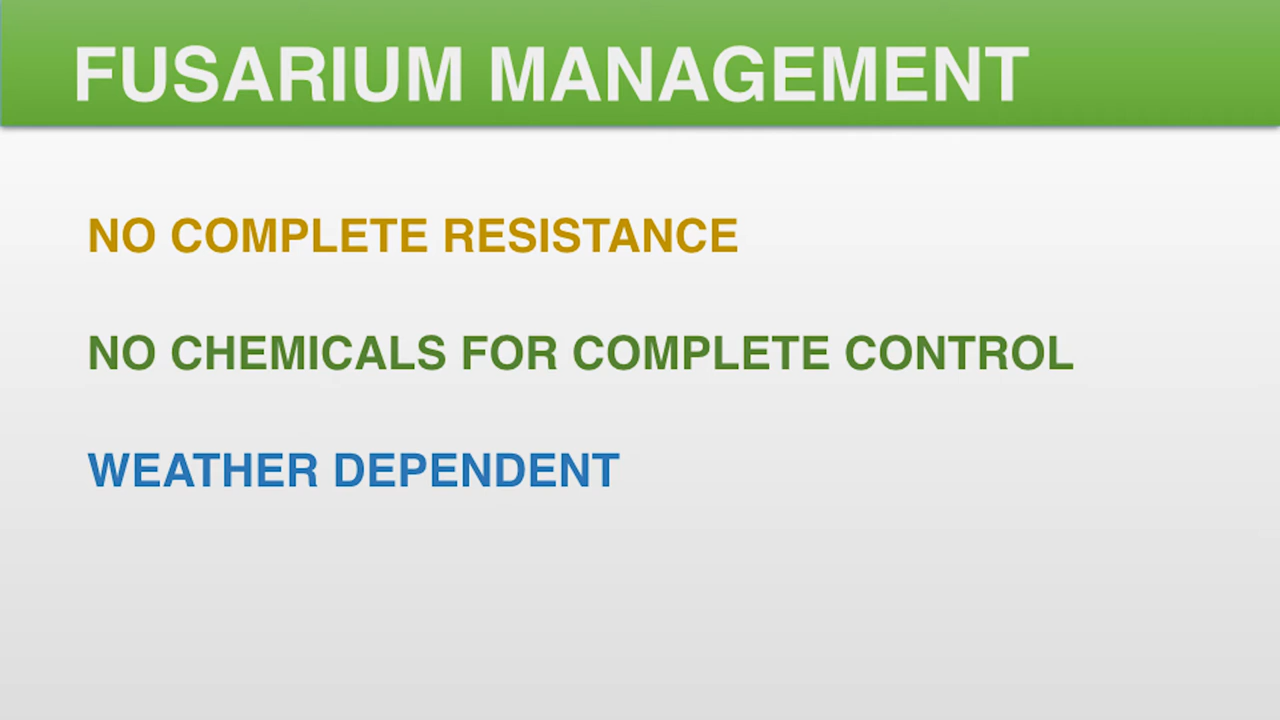 FUSARIUM MANAGEMENT
NO COMPLETE RESISTANCE
NO CHEMICALS FOR COMPLETE CONTROL
WEATHER DEPENDENT